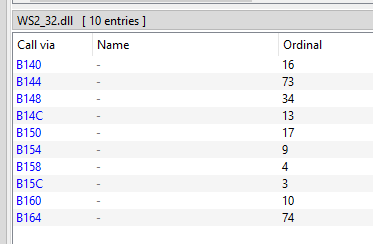 WS2_32.dll [ 10 entries ]
Call via Name Ordinal
B140 - 16
B144 - 73
B148 - 34
B14C - 13
B150 - 17
B154 - 9
B158 - 4
B15C - 3
B160 - 10
B164 - 74